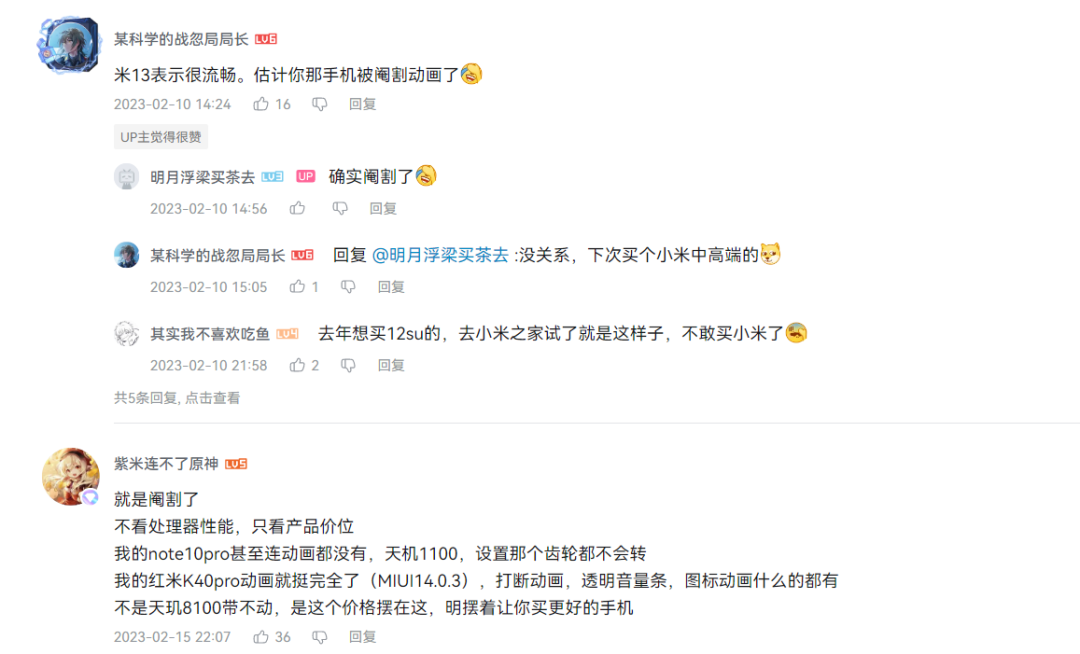 某科学的战忽局局长 LV6
米13表示很流畅。估计你那手机被阉割动画了
2023-02-10 14:24 16 回复
UP主觉得很赞
明月浮梁买茶去 LV3 UP 确实阉割了
2023-02-10 14:56 回复
某科学的战忽局局长 LV6 回复 @明月浮梁买茶去 :没关系，下次买个小米中高端的
2023-02-10 15:05 1 回复
其实我不喜欢吃鱼 LV4 去年想买12su的，去小米之家试了就是这样子，不敢买小米了
2023-02-10 21:58 2 回复
共5条回复, 点击查看
紫米连不了原神 LV5
就是阉割了
不看处理器性能，只看产品价位
我的note10pro甚至连动画都没有，天机1100，设置那个齿轮都不会转
我的红米K40pro动画就挺完全了（MIUI14.0.3），打断动画，透明音量条，图标动画什么的都有
不是天玑8100带不动，是这个价格摆在这，明摆着让你买更好的手机
2023-02-15 22:07 36 回复